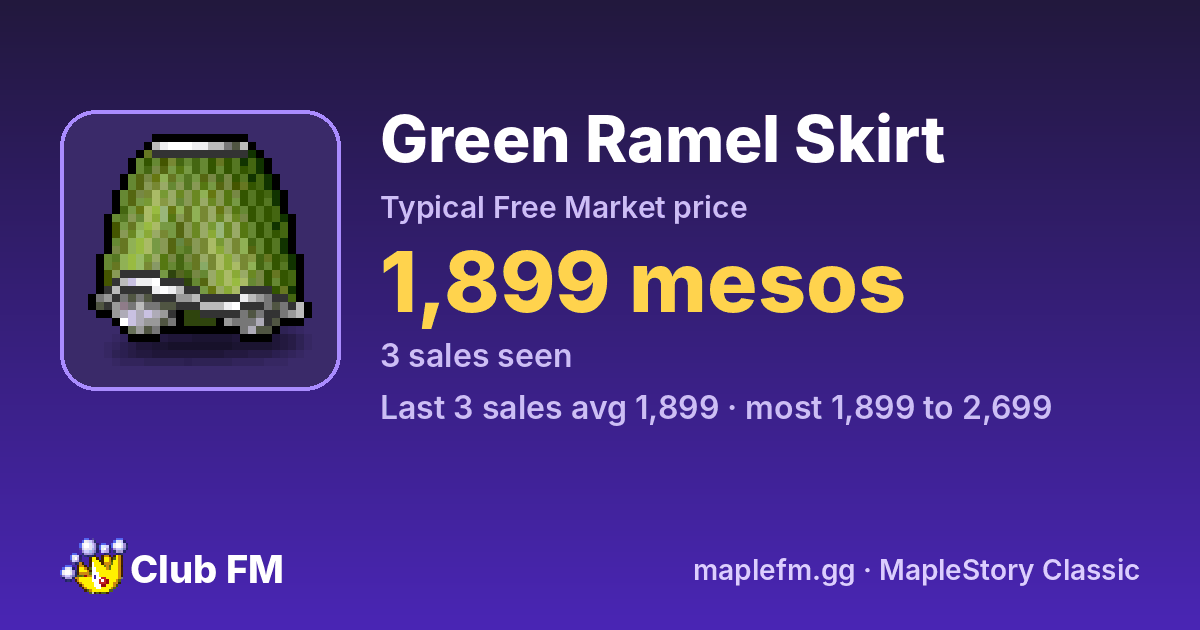 Green Ramel Skirt
Typical Free Market price
1,899 mesos
3 sales seen
Last 3 sales avg 1,899 · most 1,899 to 2,699
Club FM
maplefm.gg · MapleStory Classic